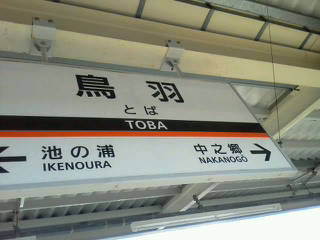 鳥羽
とば
TOBA
← 池の浦
IKENOURA
中之郷 →
NAKANOGŌ